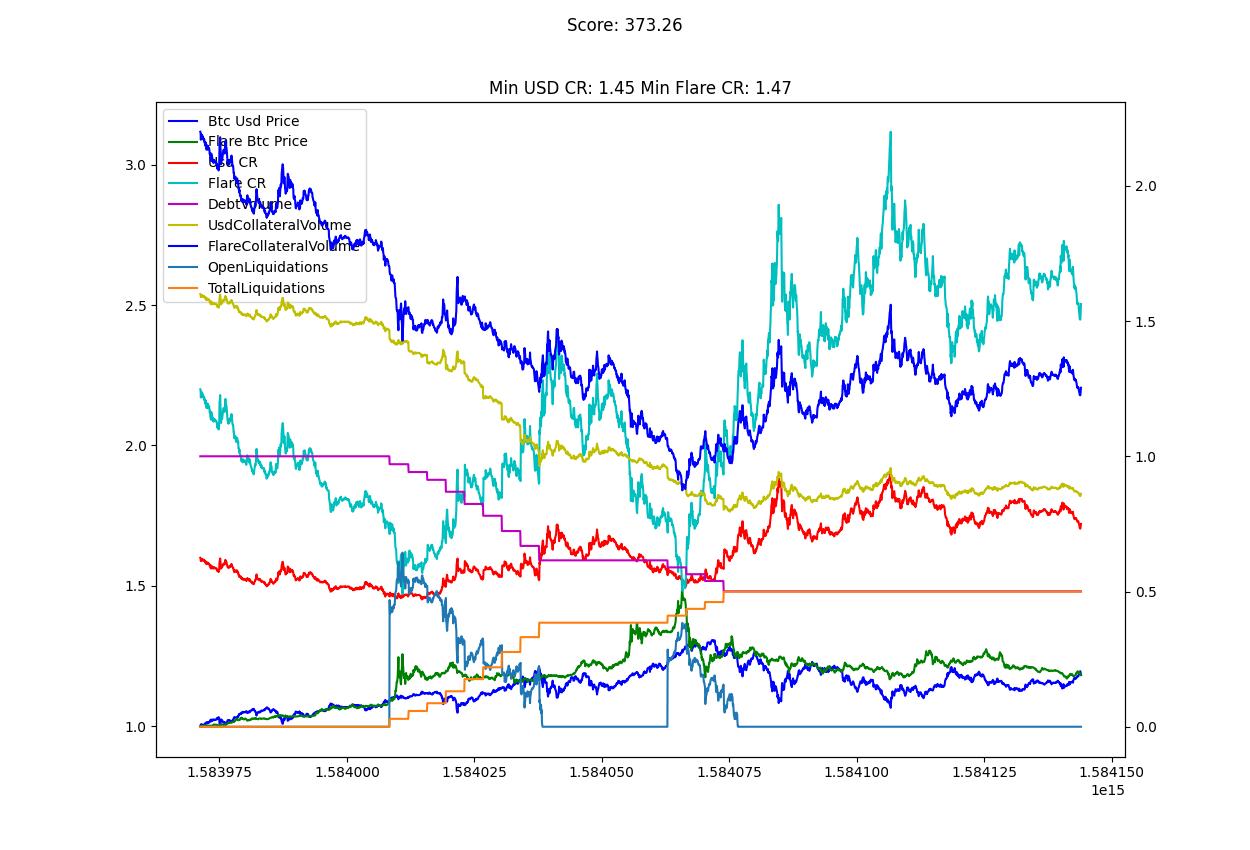 Score: 373.26
Min USD CR: 1.45 Min Flare CR: 1.47
Btc Usd Price
Flare Btc Price
Usd CR
Flare CR
DebtVolume
UsdCollateralVolume
FlareCollateralVolume
OpenLiquidations
TotalLiquidations
3.0
2.5
2.0
1.5
1.0
2.0
1.5
1.0
0.5
0.0
1.583975 1.584000 1.584025 1.584050 1.584075 1.584100 1.584125 1.584150
1e15